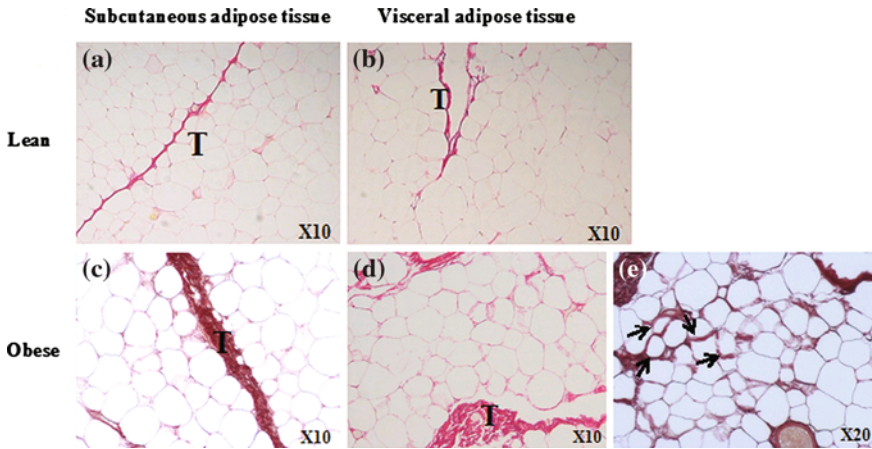 Subcutaneous adipose tissue Visceral adipose tissue
(a) (b)
Lean T T
X10 X10
(c) (d) (e)
Obese T T
X10 X10 X20